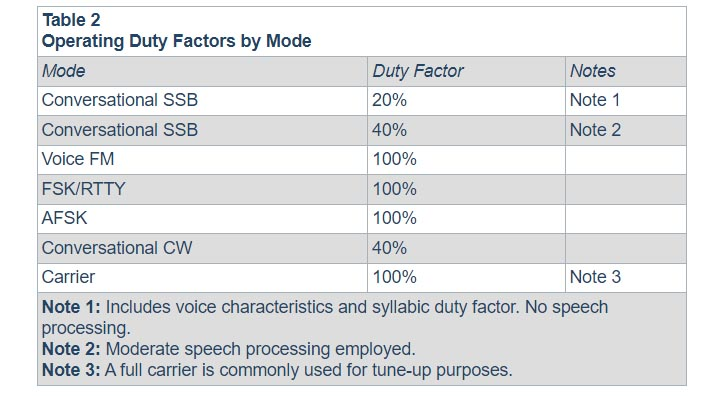 Table 2
Operating Duty Factors by Mode
Mode Duty Factor Notes
Conversational SSB 20% Note 1
Conversational SSB 40% Note 2
Voice FM 100%
FSK/RTTY 100%
AFSK 100%
Conversational CW 40%
Carrier 100% Note 3
Note 1: Includes voice characteristics and syllabic duty factor. No speech
processing.
Note 2: Moderate speech processing employed.
Note 3: A full carrier is commonly used for tune-up purposes.